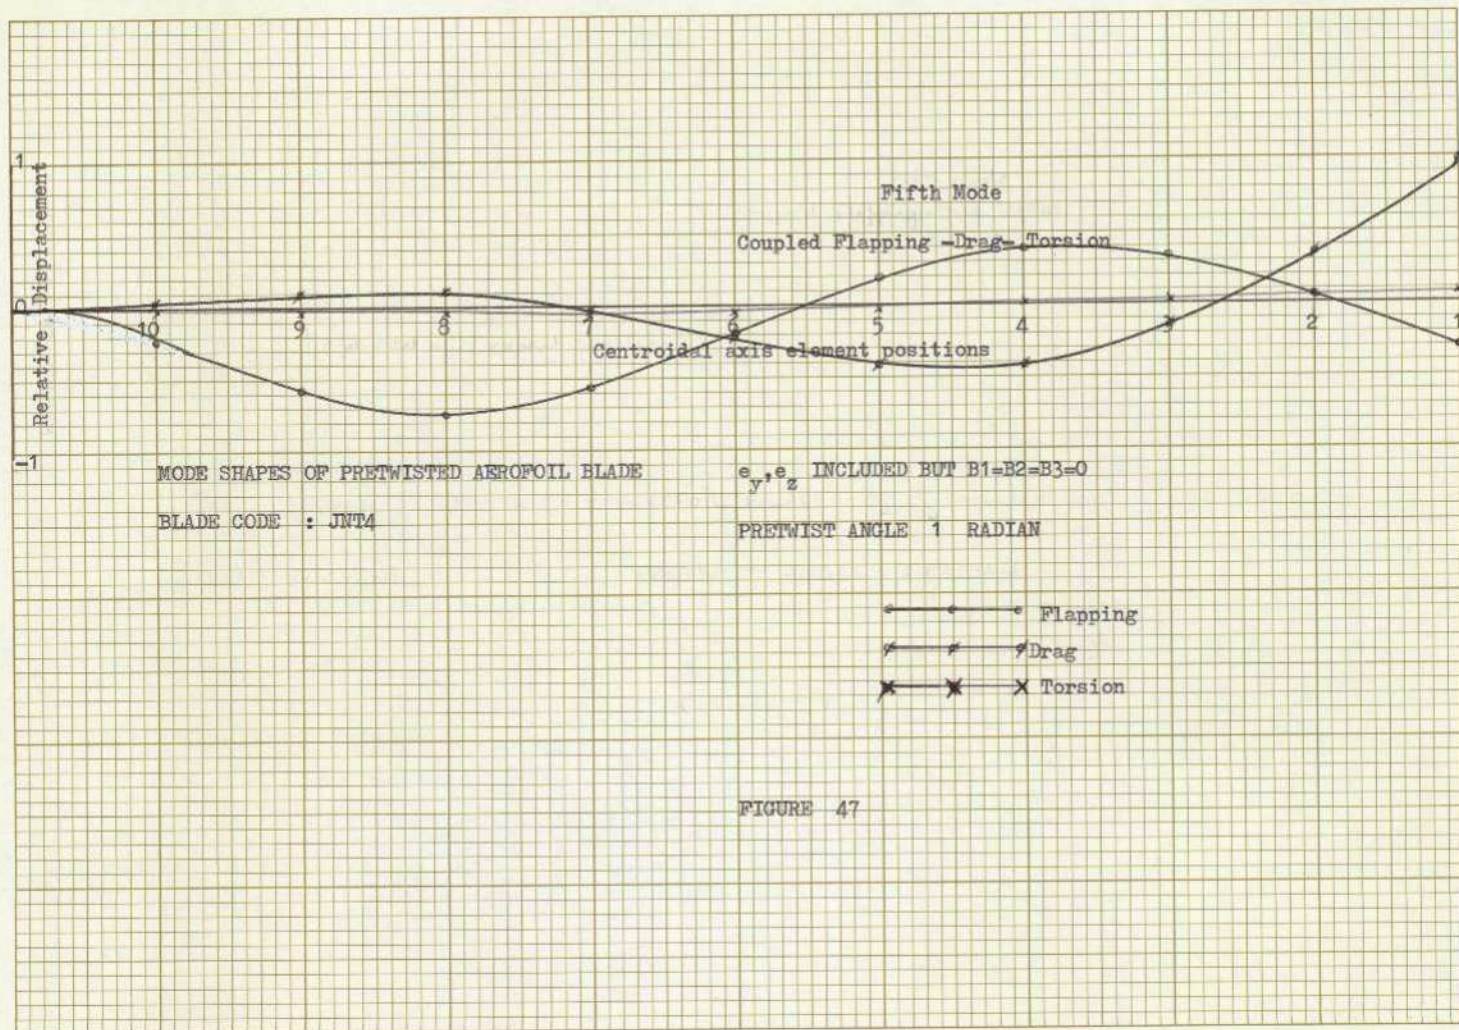 1
Relative Displacement
0
-1
Fifth Mode
Coupled Flapping -Drag- Torsion
10 9 8 7 6 5 4 3 2 1
Centroidal axis element positions
MODE SHAPES OF PRETWISTED AEROFOIL BLADE
BLADE CODE : JNT4
e_y,e_z INCLUDED BUT B1=B2=B3=0
PRETWIST ANGLE 1 RADIAN
Flapping
Drag
Torsion
FIGURE 47